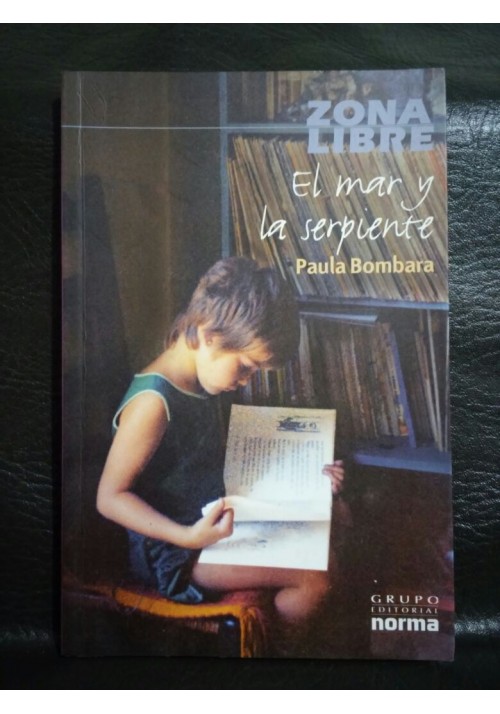 ZONA
LIBRE
El mar y
la serpiente
Paula Bombara
GRUPO
EDITORIAL
norma